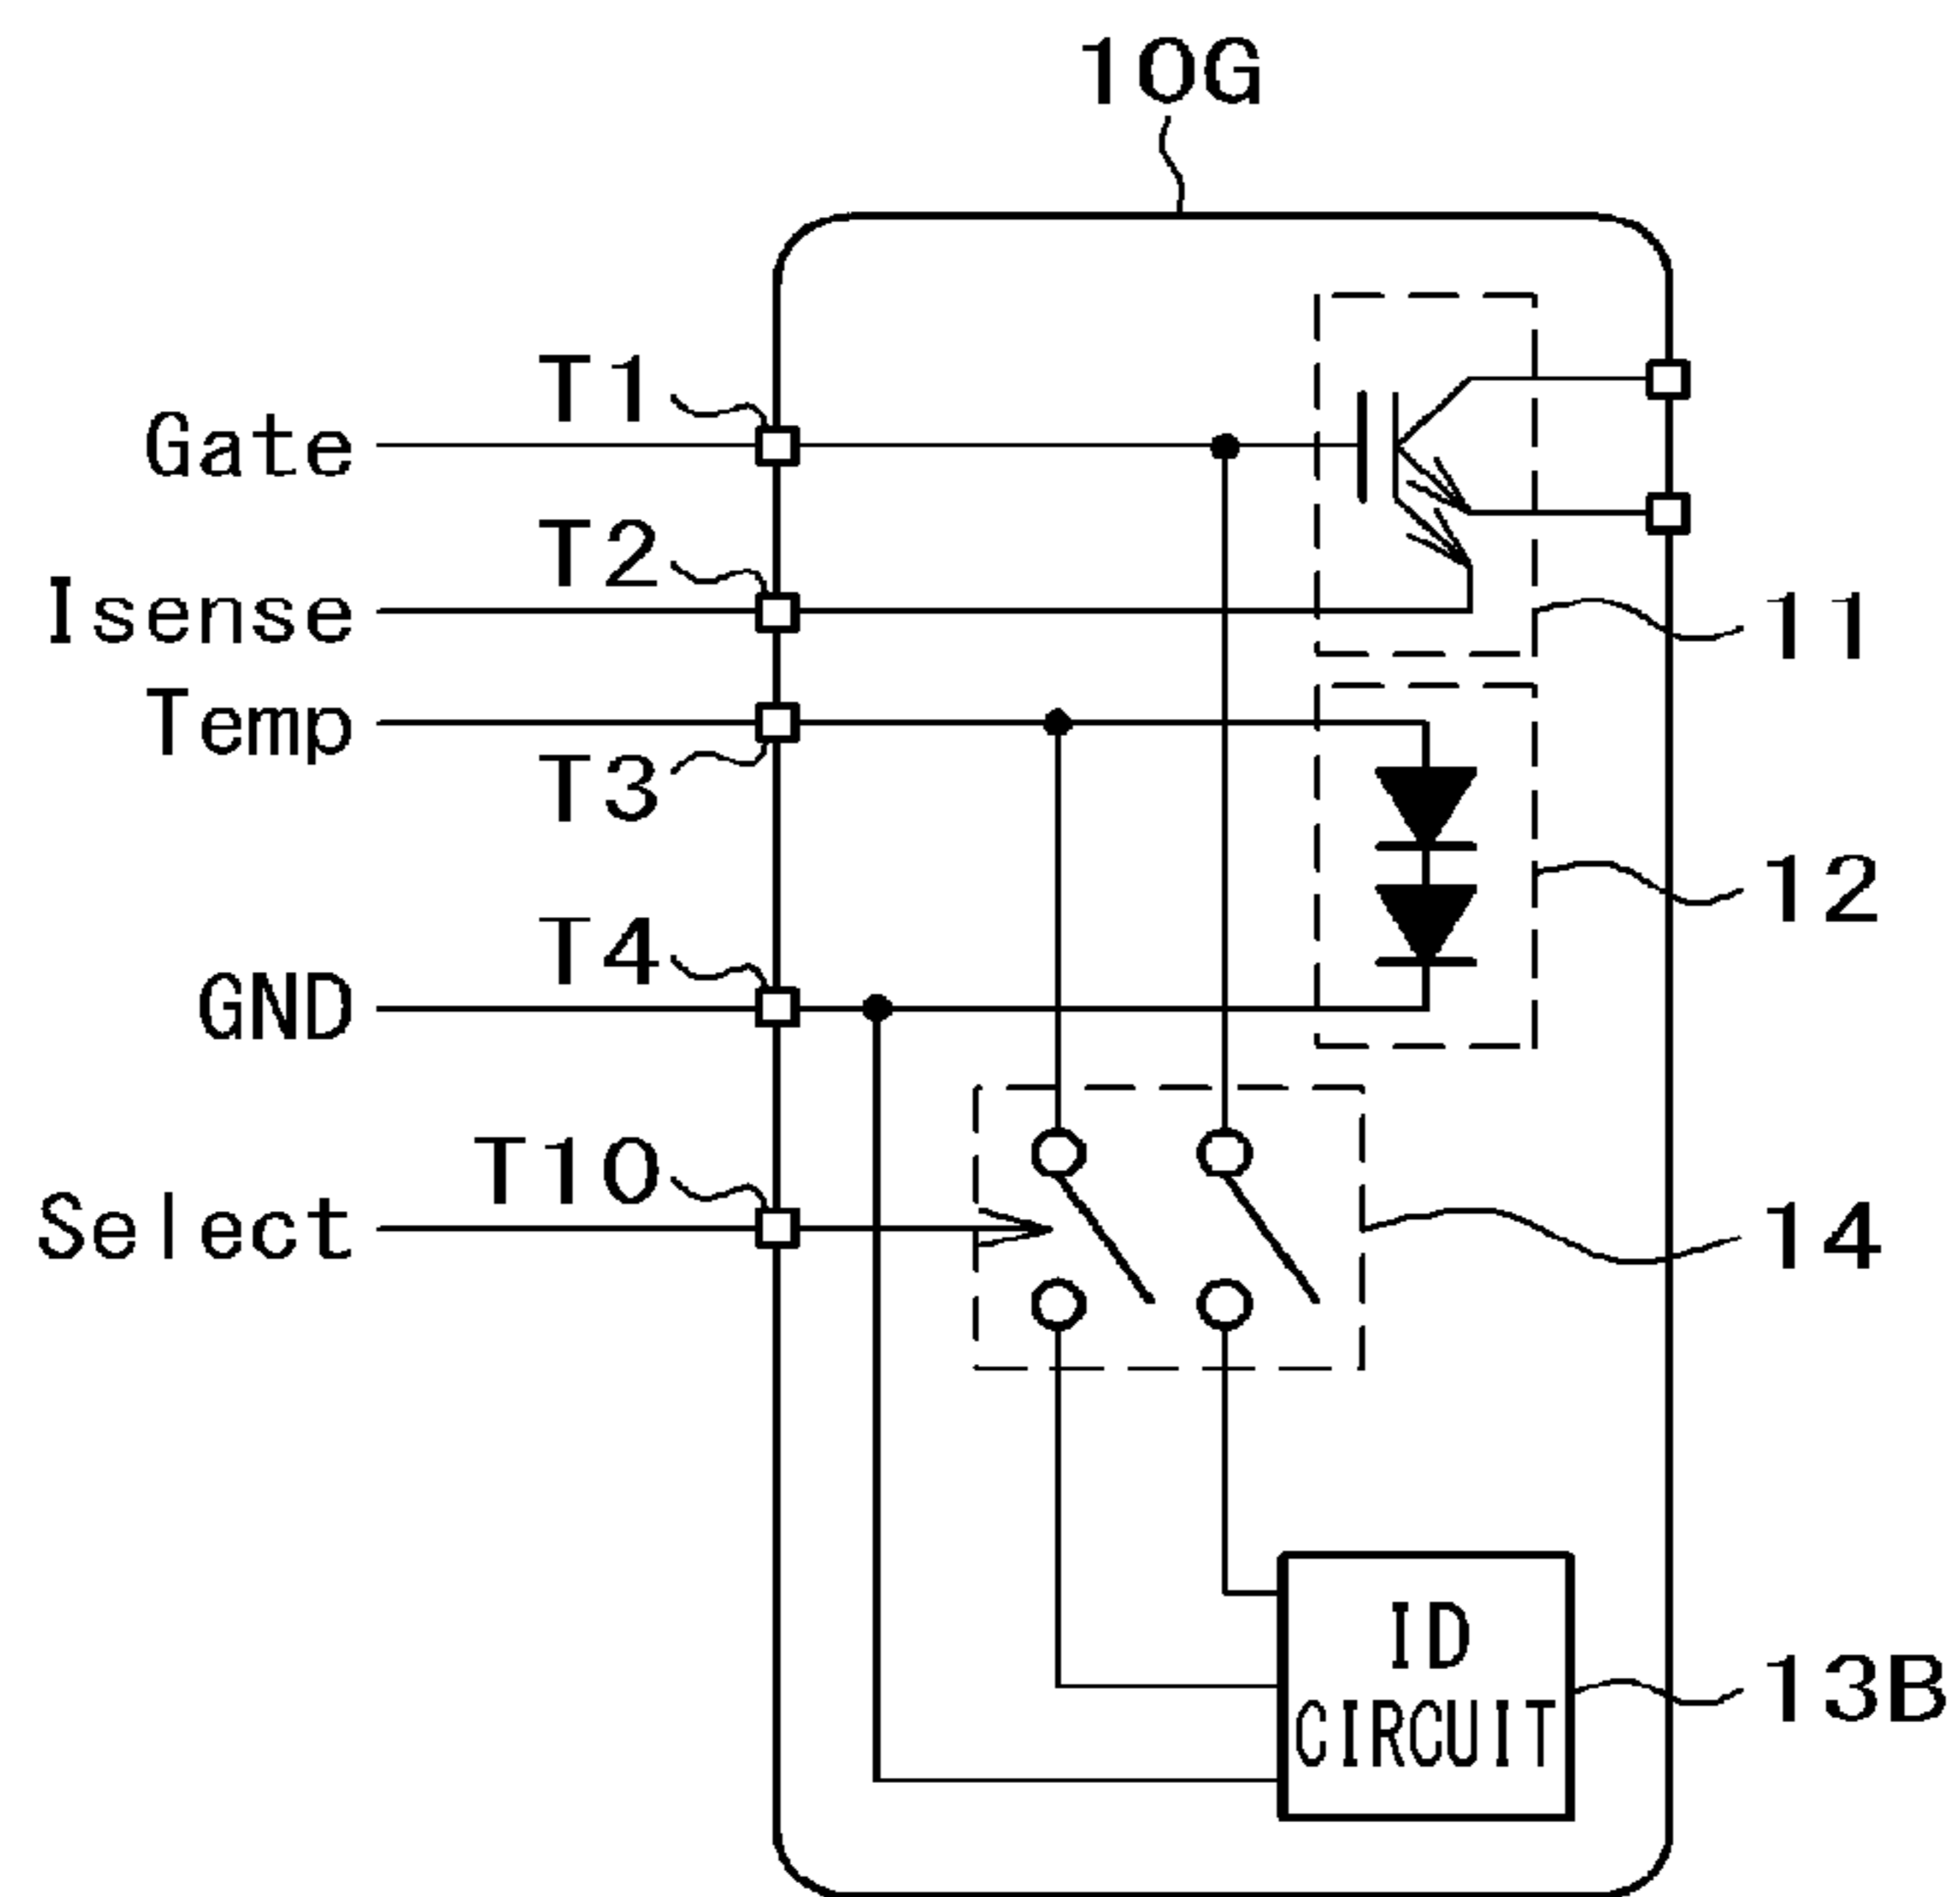 10G
T1
Gate
T2
Isense
11
Temp
T3
12
T4
GND
T10
Select
14
ID
CIRCUIT
13B